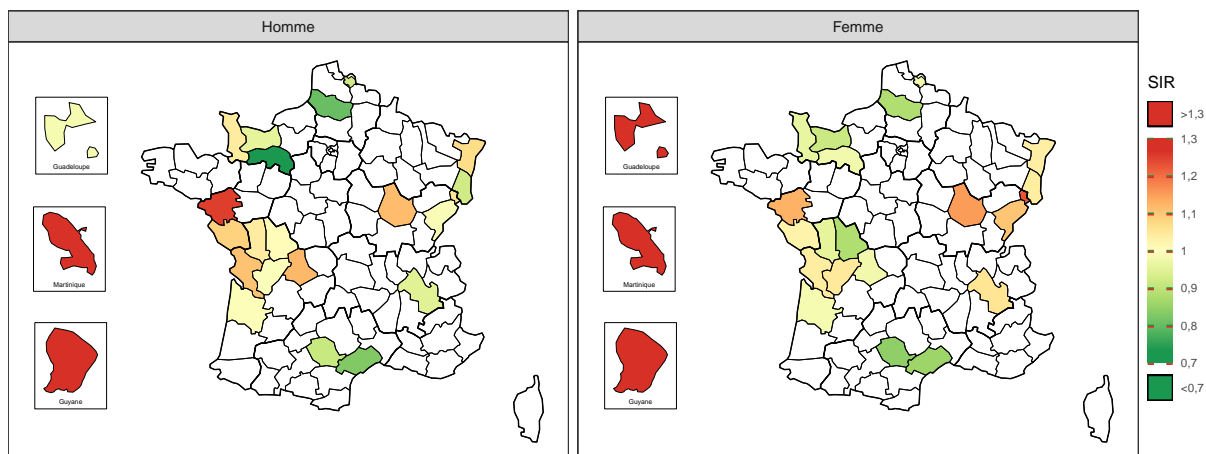 Homme
Femme
Guadeloupe
Martinique
Guyane
Guadeloupe
Martinique
Guyane
SIR
>1,3
1,3
1,2
1,1
1
0,9
0,8
0,7
<0,7